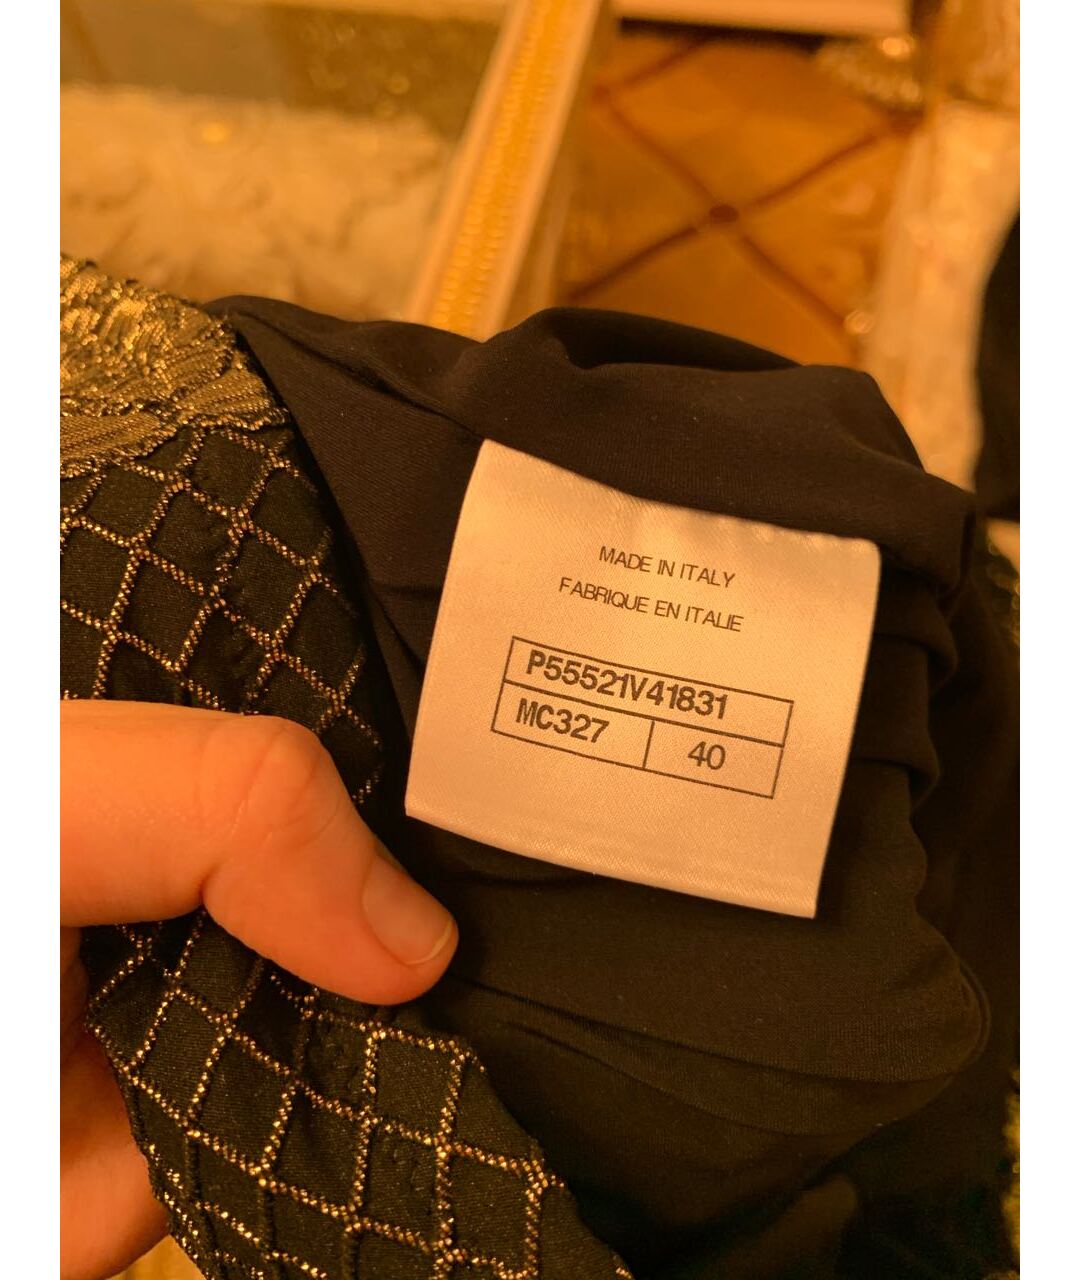 MADE IN ITALY
FABRIQUE EN ITALIE
P55521V41831
MC327 40